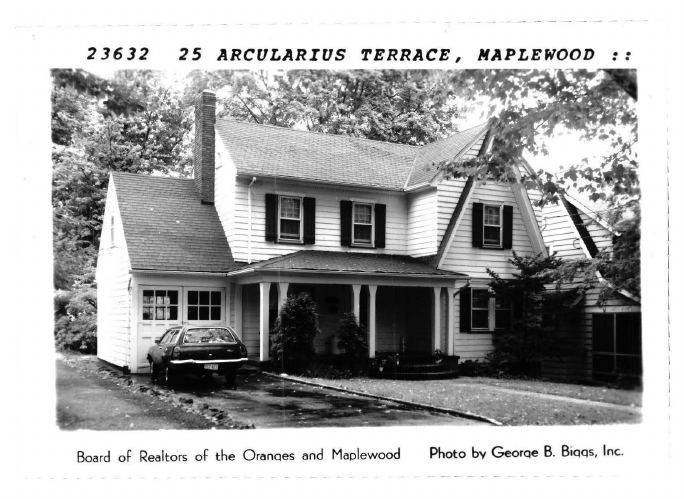 23632 25 ARCULARIUS TERRACE, MAPLEWOOD ::
Board of Realtors of the Oranges and Maplewood Photo by George B. Biggs, Inc.